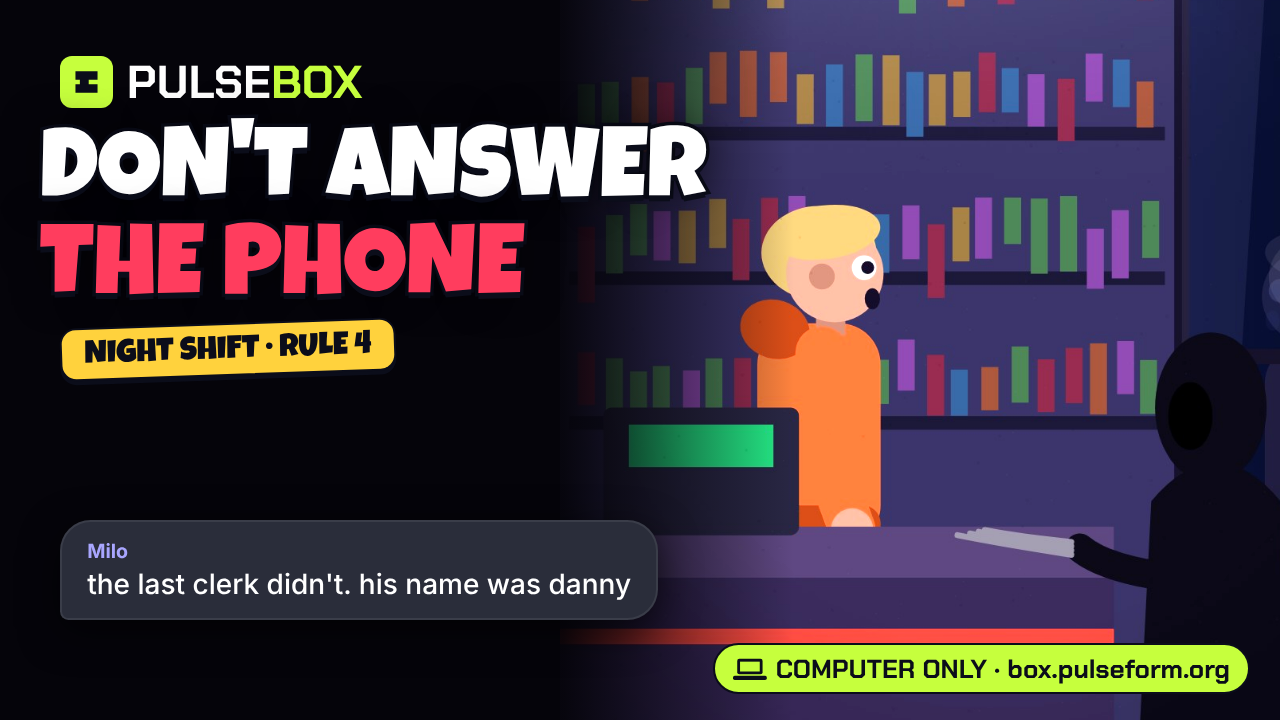 PULSEBOX
DON'T ANSWER
THE PHONE
NIGHT SHIFT · RULE 4
Milo
the last clerk didn't. his name was danny
COMPUTER ONLY · box.pulseform.org